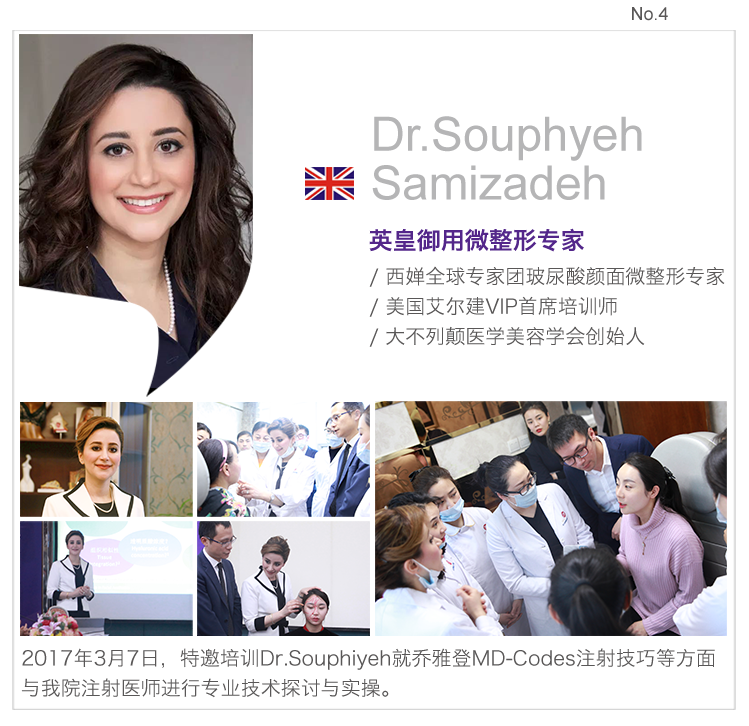 No.4
Dr.Souphyeh
Samizadeh
英皇御用微整形专家
/ 西婵全球专家团玻尿酸颜面微整形专家
/ 美国艾尔建VIP首席培训师
/ 大不列颠医学美容学会创始人
2017年3月7日，特邀培训Dr.Souphiyeh就乔雅登MD-Codes注射技巧等方面
与我院注射医师进行专业技术探讨与实操。